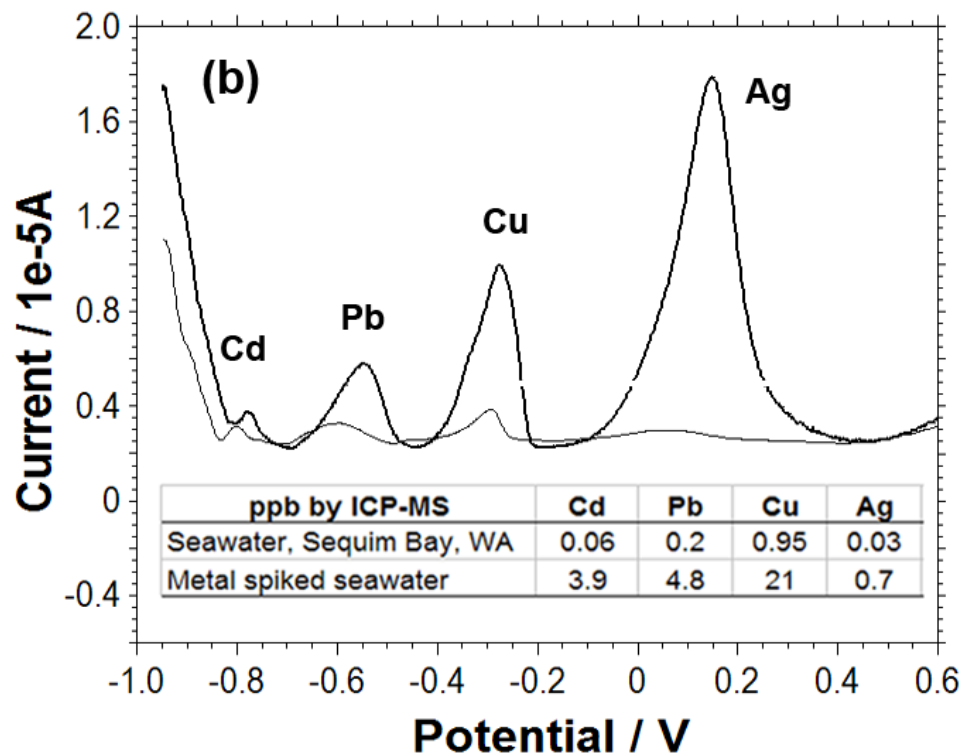 (b)
Ag
Cu
Pb
Cd
2.0
1.6
1.2
0.8
0.4
0
-0.4
Current / 1e-5A
ppb by ICP-MS Cd Pb Cu Ag
Seawater, Sequim Bay, WA 0.06 0.2 0.95 0.03
Metal spiked seawater 3.9 4.8 21 0.7
-1.0 -0.8 -0.6 -0.4 -0.2 0 0.2 0.4 0.6
Potential / V